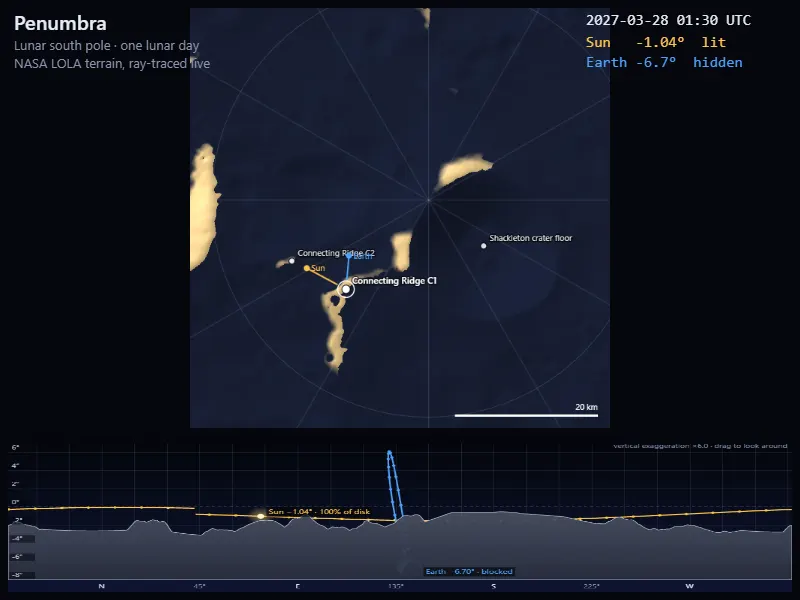 Penumbra
Lunar south pole · one lunar day
NASA LOLA terrain, ray-traced live
2027-03-28 01:30 UTC
Sun -1.04° lit
Earth -6.7° hidden
Shackleton crater floor
Connecting Ridge C2
Earth
Sun
Connecting Ridge C1
20 km
vertical exaggeration ×6.0 · drag to look around
6°
4°
2°
0°
-2°
-4°
-6°
-8°
Sun -1.04° · 100% of disk
Earth -6.70° · blocked
N 45° E 135° S 225° W